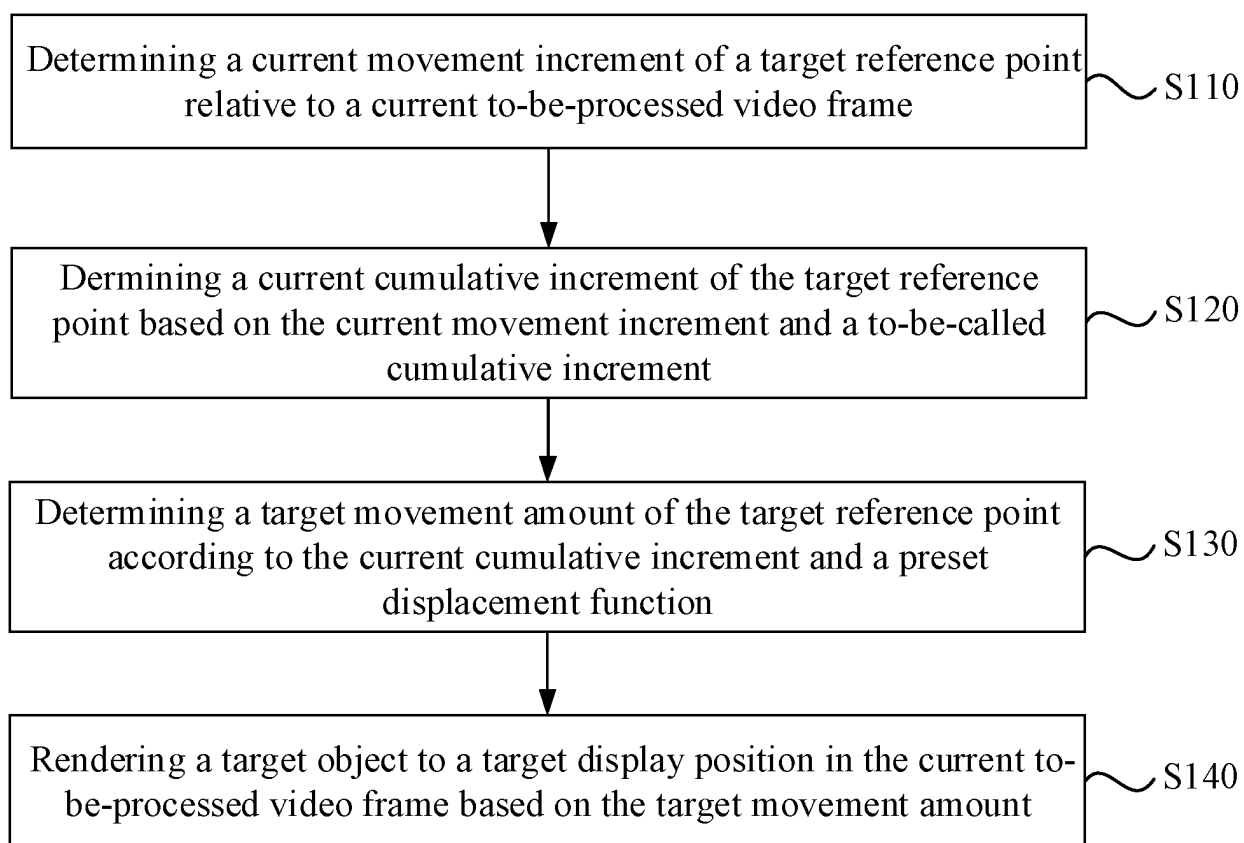 Determining a current movement increment of a target reference point
relative to a current to-be-processed video frame
S110
Dermining a current cumulative increment of the target reference
point based on the current movement increment and a to-be-called
cumulative increment
S120
Determining a target movement amount of the target reference point
according to the current cumulative increment and a preset
displacement function
S130
Rendering a target object to a target display position in the current to-
be-processed video frame based on the target movement amount
S140